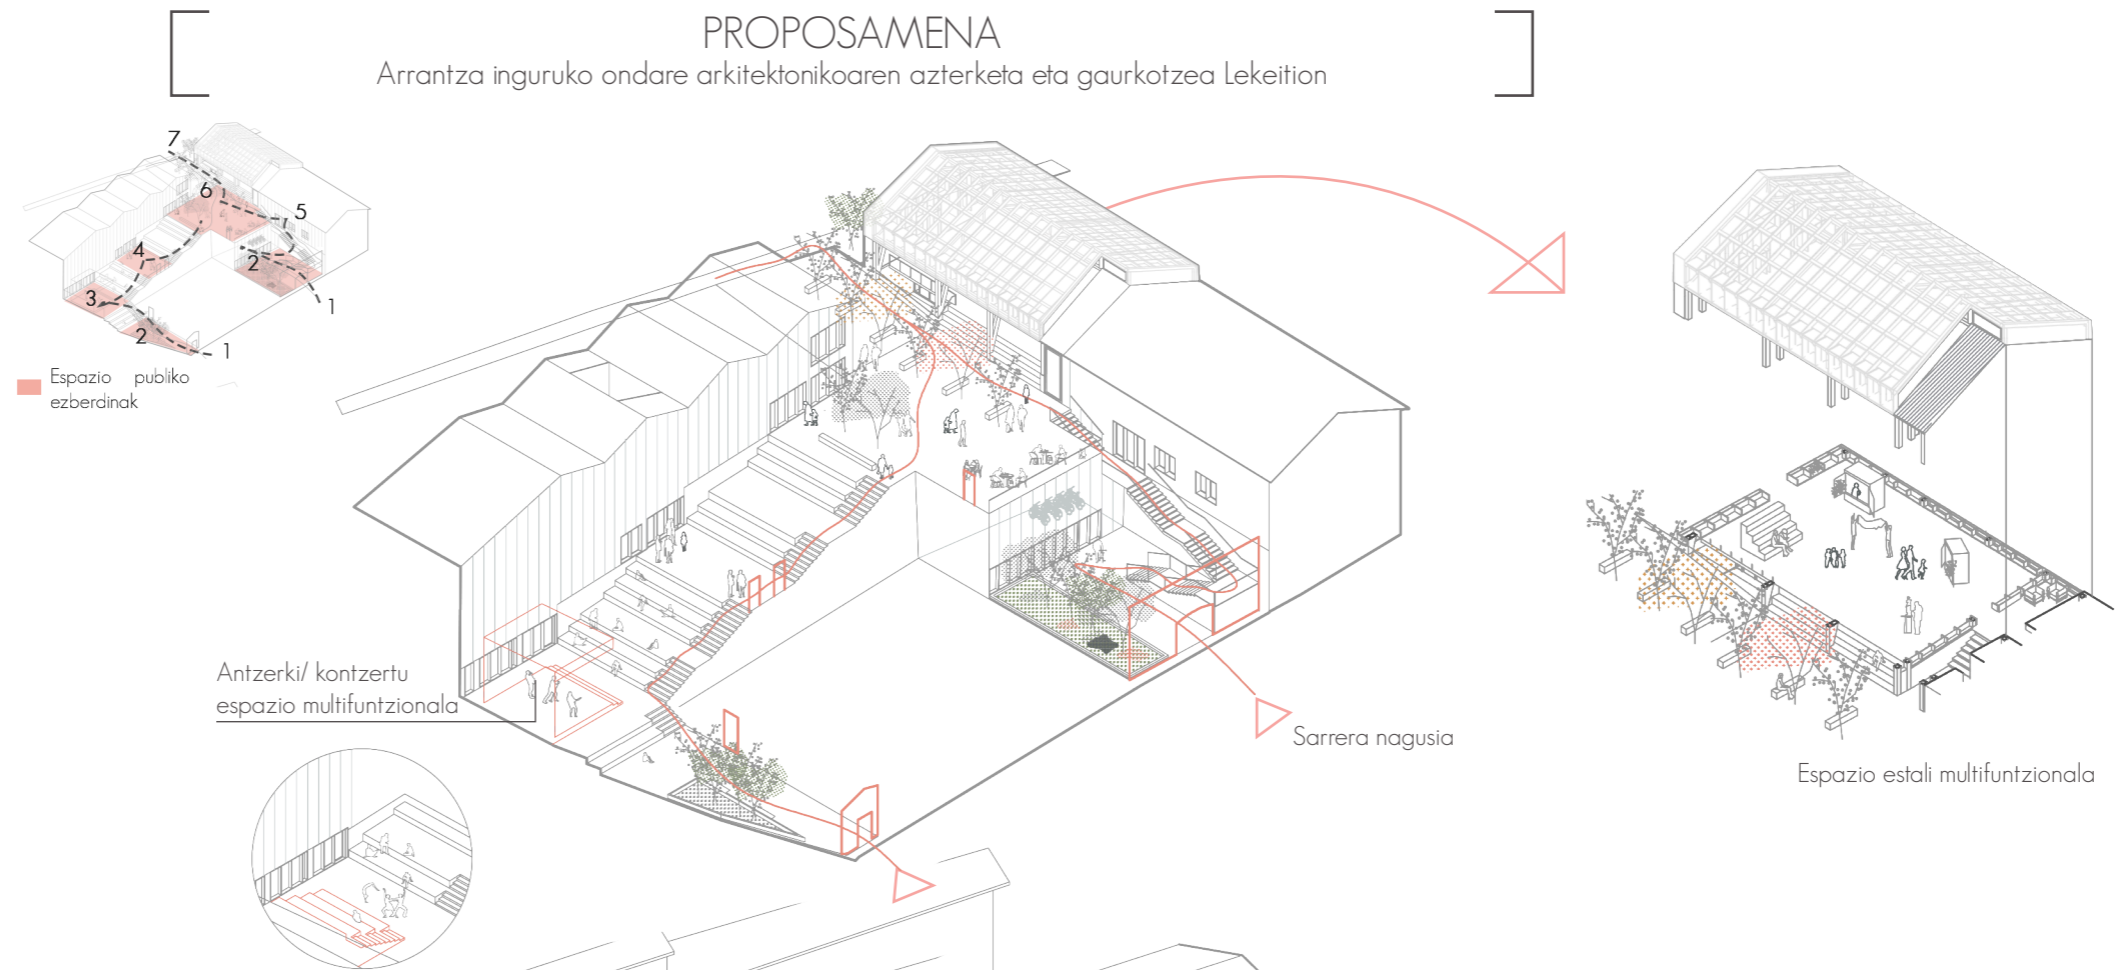 PROPOSAMENA
Arrantza inguruko ondare arkitektonikoaren azterketa eta gaurkotzea Lekeition
7
6
5
4
2
3
1
2
1
Espazio publiko
ezberdinak
Antzerki/ kontzertu
espazio multifuntzionala
Sarrera nagusia
Espazio estali multifuntzionala